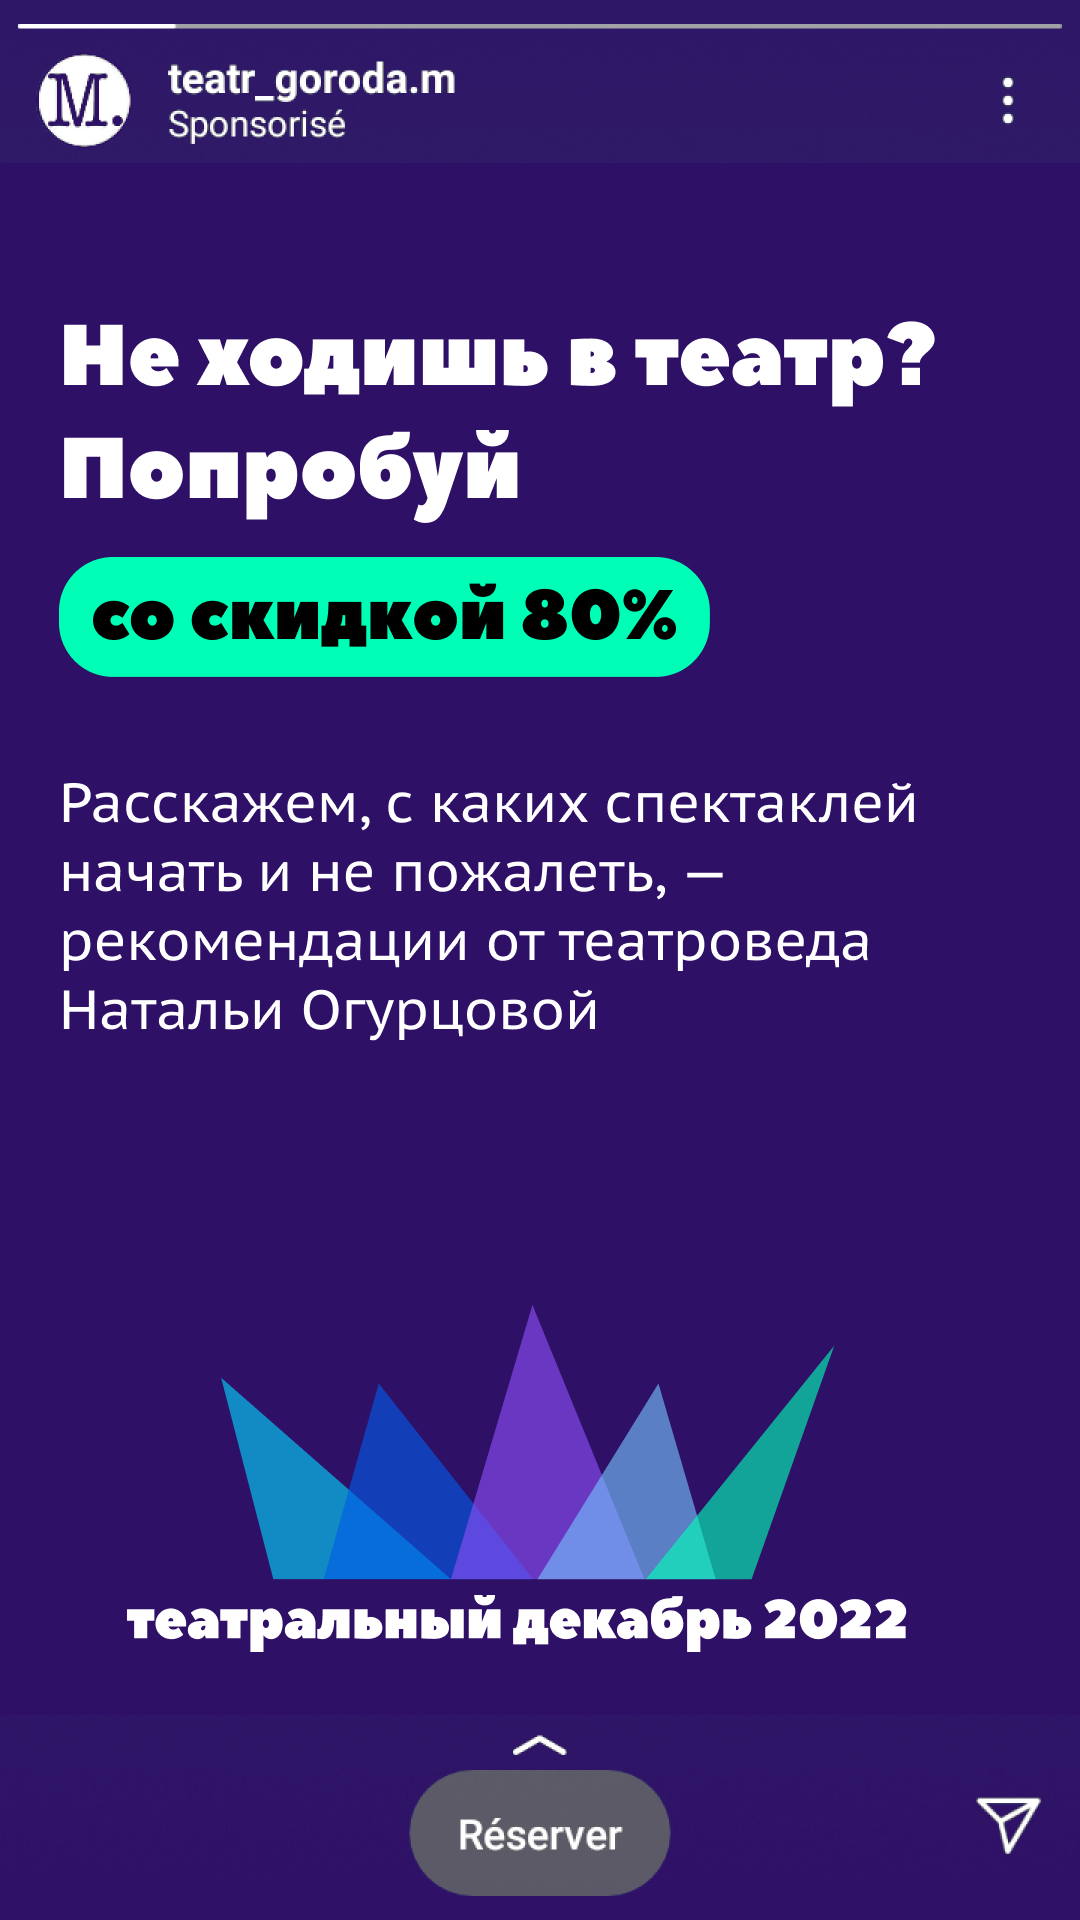 M.
teatr_goroda.m
Sponsorisé
Не ходишь в театр?
Попробуй
со скидкой 80%
Расскажем, с каких спектаклей
начать и не пожалеть, —
рекомендации от театроведа
Натальи Огурцовой
театральный декабрь 2022
Réserver